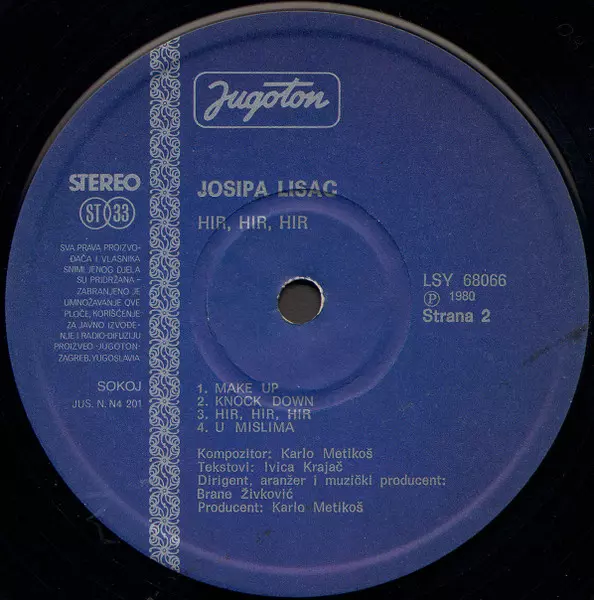 Jugoton
STEREO
ST 33
JOSIPA LISAC
HIR, HIR, HIR
SVA PRAVA PROIZVO-
ĐAČA I VLASNIKA
SNIMLJENOG DJELA
SU PRIDRŽANA-
ZABRANJENO JE
UMNOŽAVANJE OVE
PLOČE, KORIŠĆENJE
ZA JAVNO IZVOĐE-
NJE I RADIO-DIFUZIJU
PROIZVEO-JUGOTON-
ZAGREB, YUGOSLAVIA
SOKOJ
JUS. N. N4 201
LSY 68066
Ⓟ 1980
Strana 2
1. MAKE UP
2. KNOCK DOWN
3. HIR, HIR, HIR
4. U MISLIMA
Kompozitor: Karlo Metikoš
Tekstovi: Ivica Krajač
Dirigent, aranžer i muzički producent:
Brane Živković
Producent: Karlo Metikoš